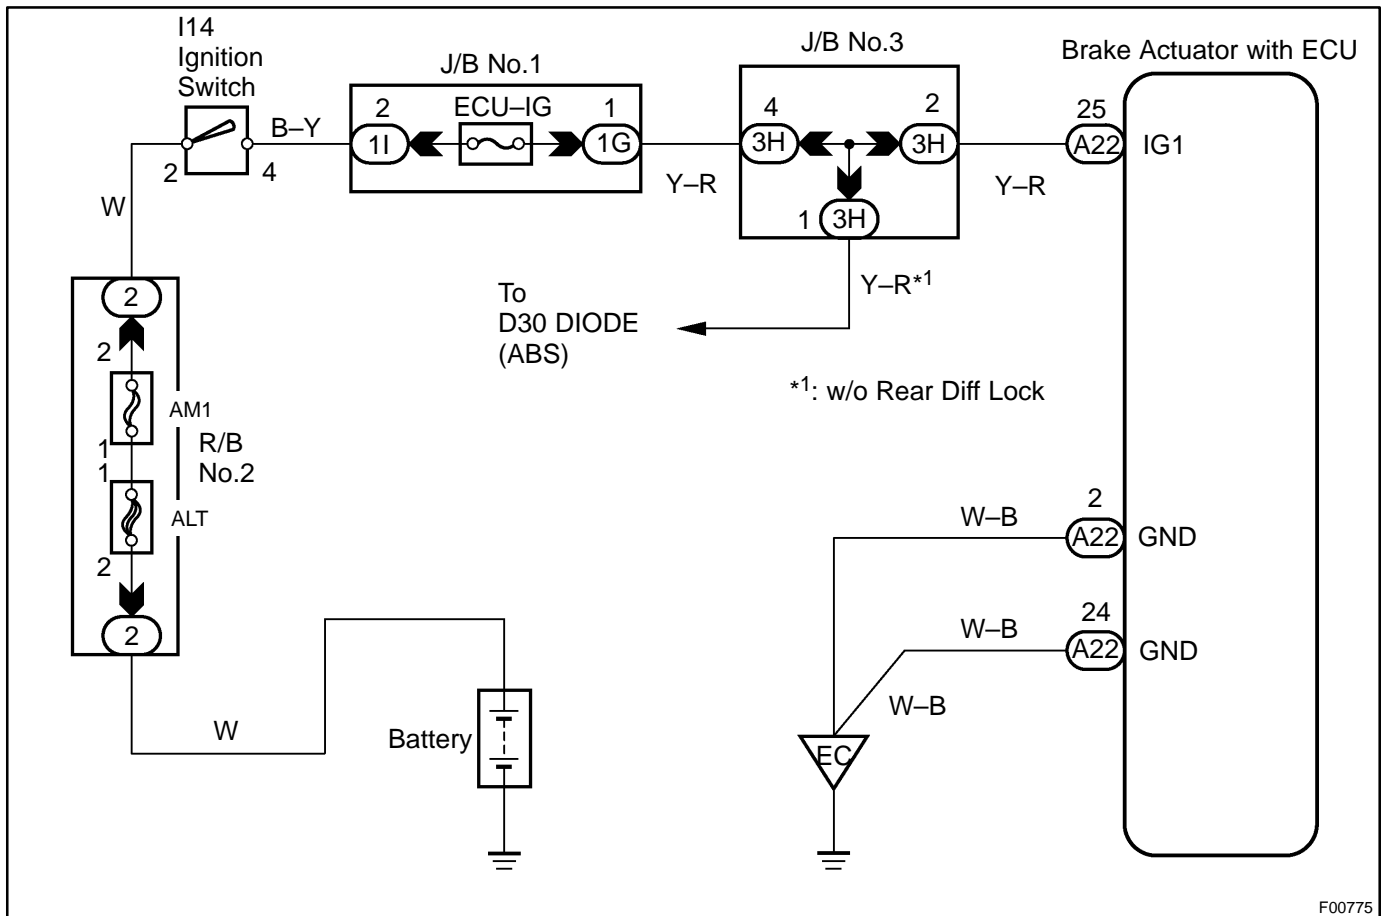 I14
Ignition
Switch
J/B No.1
J/B No.3
Brake Actuator with ECU
2
ECU–IG
1
4
2
25
B–Y
1I
1G
3H
3H
A22
IG1
2
4
Y–R
Y–R
W
1
3H
Y–R*1
To
D30 DIODE
(ABS)
*1: w/o Rear Diff Lock
2
2
AM1
1
R/B
No.2
1
ALT
2
2
W
Battery
2
W–B
A22
GND
24
W–B
A22
GND
W–B
EC
F00775